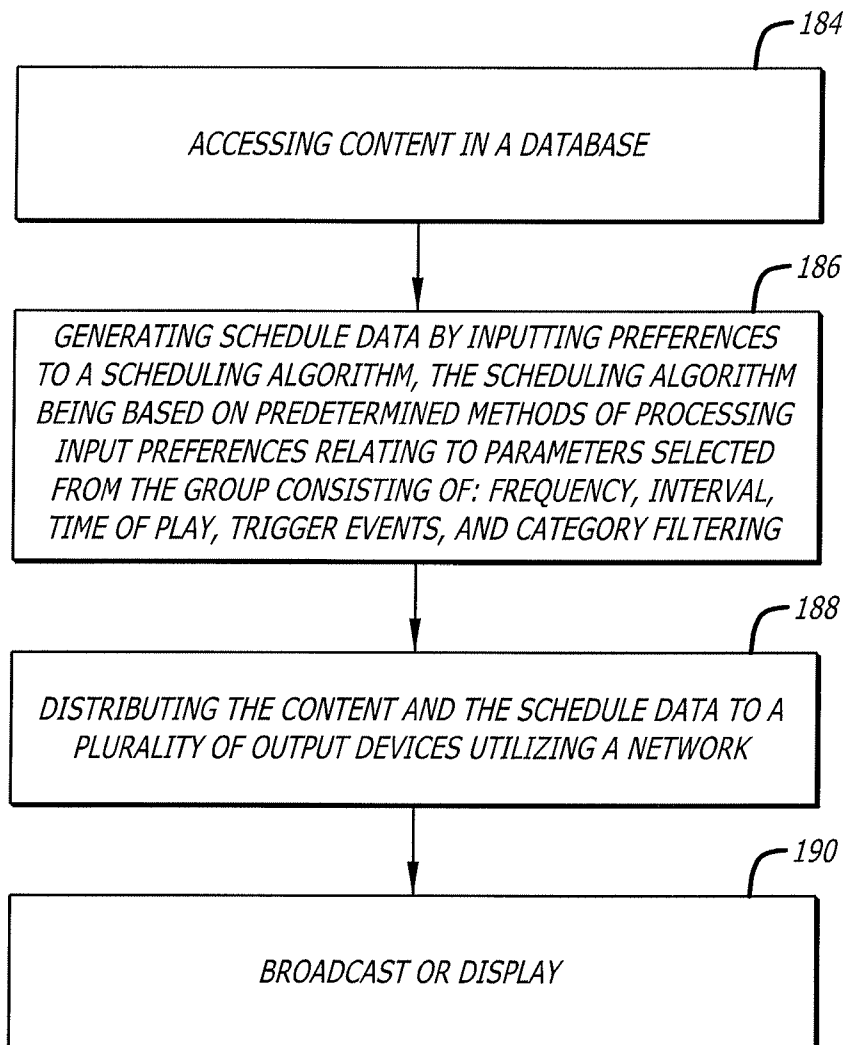 184
ACCESSING CONTENT IN A DATABASE
186
GENERATING SCHEDULE DATA BY INPUTTING PREFERENCES
TO A SCHEDULING ALGORITHM, THE SCHEDULING ALGORITHM
BEING BASED ON PREDETERMINED METHODS OF PROCESSING
INPUT PREFERENCES RELATING TO PARAMETERS SELECTED
FROM THE GROUP CONSISTING OF: FREQUENCY, INTERVAL,
TIME OF PLAY, TRIGGER EVENTS, AND CATEGORY FILTERING
188
DISTRIBUTING THE CONTENT AND THE SCHEDULE DATA TO A
PLURALITY OF OUTPUT DEVICES UTILIZING A NETWORK
190
BROADCAST OR DISPLAY